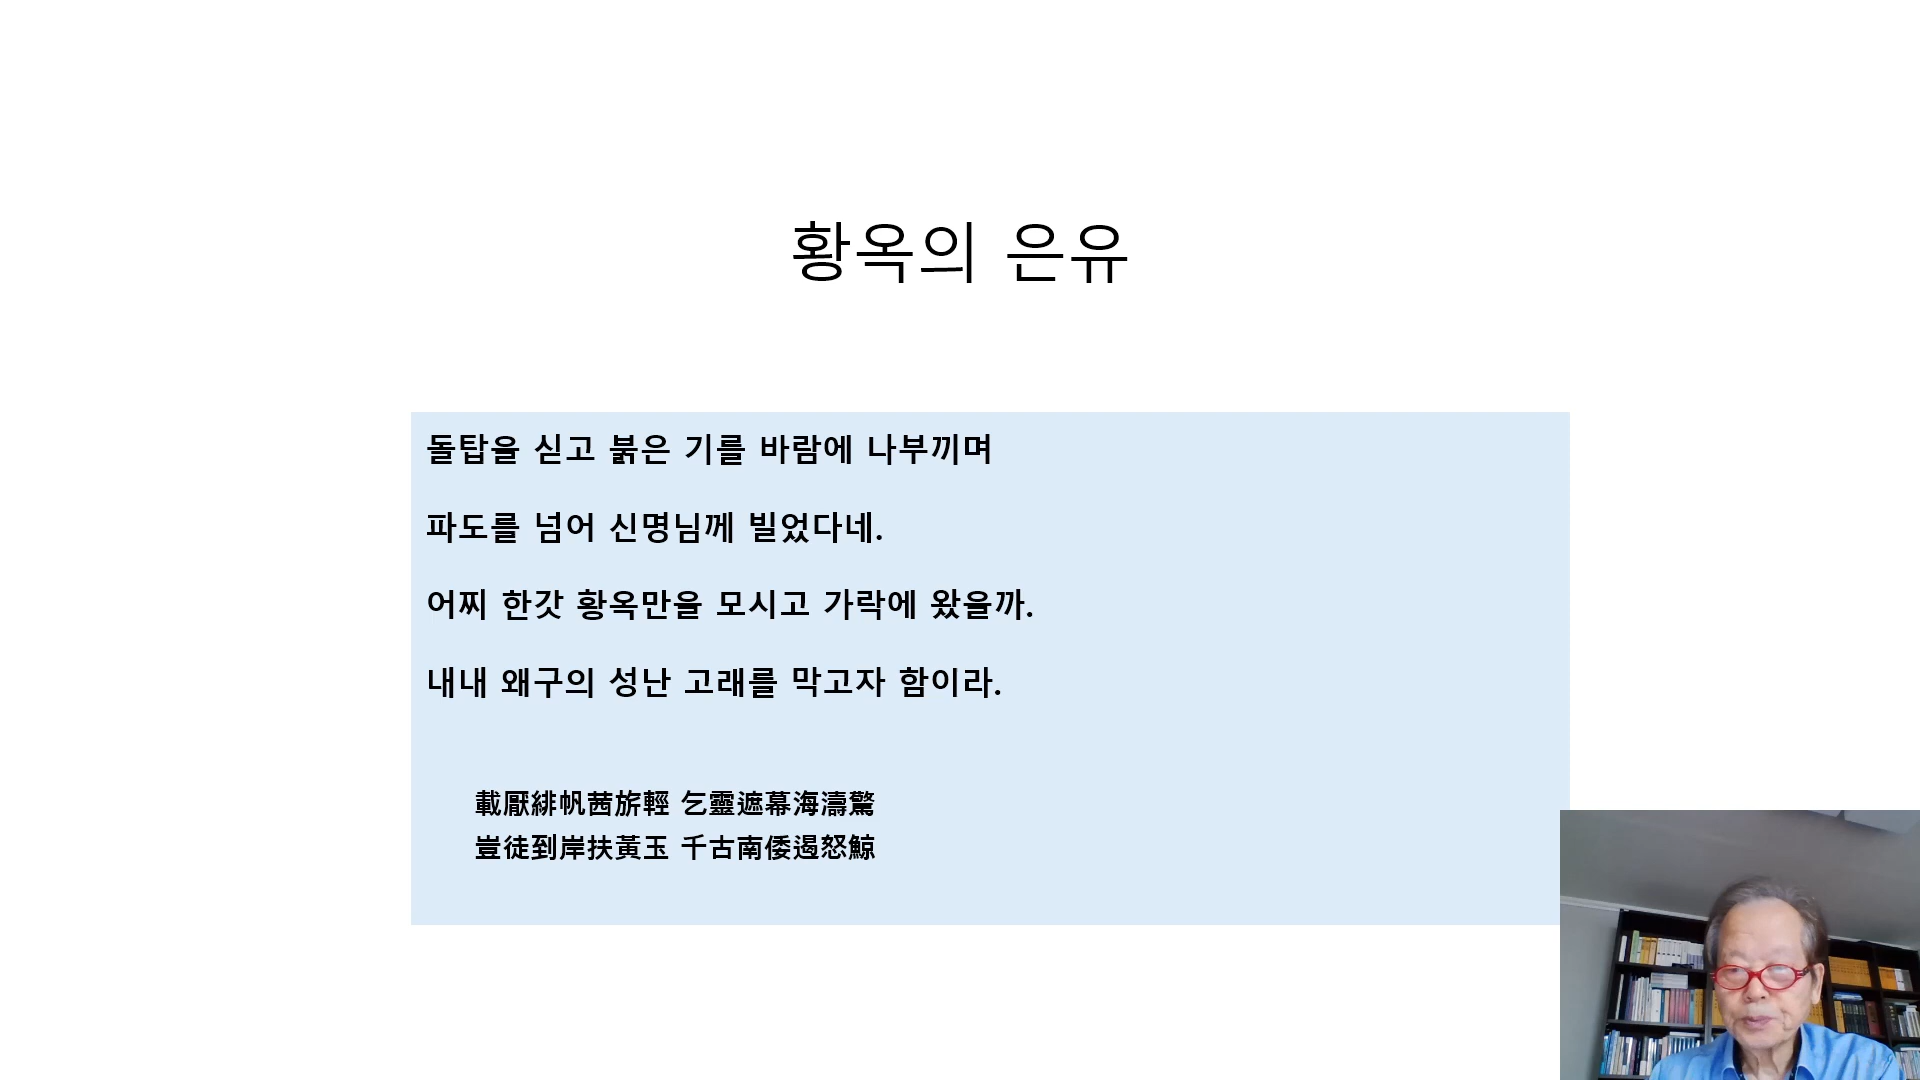 황옥의 은유
돌탑을 싣고 붉은 기를 바람에 나부끼며
파도를 넘어 신명님께 빌었다네.
어찌 한갓 황옥만을 모시고 가락에 왔을까.
내내 왜구의 성난 고래를 막고자 함이라.
載厭緋帆茜旂輕 乞靈遮幕海濤驚
豈徒到岸扶黃玉 千古南倭遏怒鯨